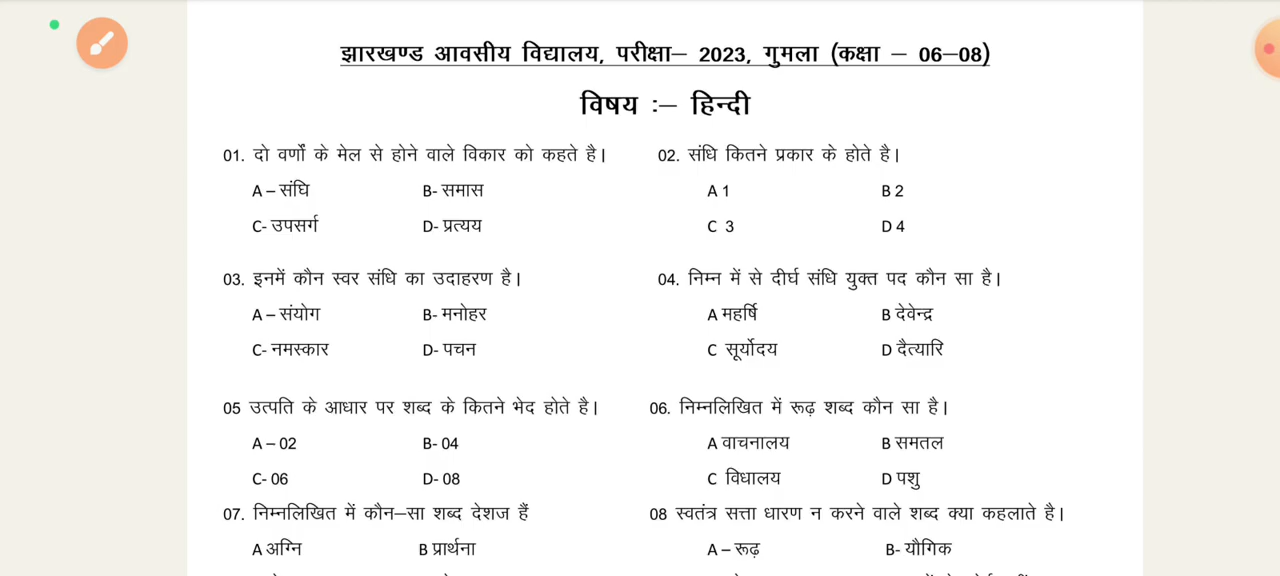 झारखण्ड आवसीय विद्यालय, परीक्षा– 2023, गुमला (कक्षा – 06–08)
विषय :– हिन्दी
01. दो वर्णों के मेल से होने वाले विकार को कहते है।
A – संघि B- समास
C- उपसर्ग D- प्रत्यय
02. संधि कितने प्रकार के होते है।
A 1 B 2
C 3 D 4
03. इनमें कौन स्वर संधि का उदाहरण है।
A – संयोग B- मनोहर
C- नमस्कार D- पचन
04. निम्न में से दीर्घ संधि युक्त पद कौन सा है।
A महर्षि B देवेन्द्र
C सूर्योदय D दैत्यारि
05 उत्पति के आधार पर शब्द के कितने भेद होते है।
A – 02 B- 04
C- 06 D- 08
06. निम्नलिखित में रूढ़ शब्द कौन सा है।
A वाचनालय B समतल
C विधालय D पशु
07. निम्नलिखित में कौन–सा शब्द देशज हैं
A अग्नि B प्रार्थना
08 स्वतंत्र सत्ता धारण न करने वाले शब्द क्या कहलाते है।
A – रूढ़ B- यौगिक